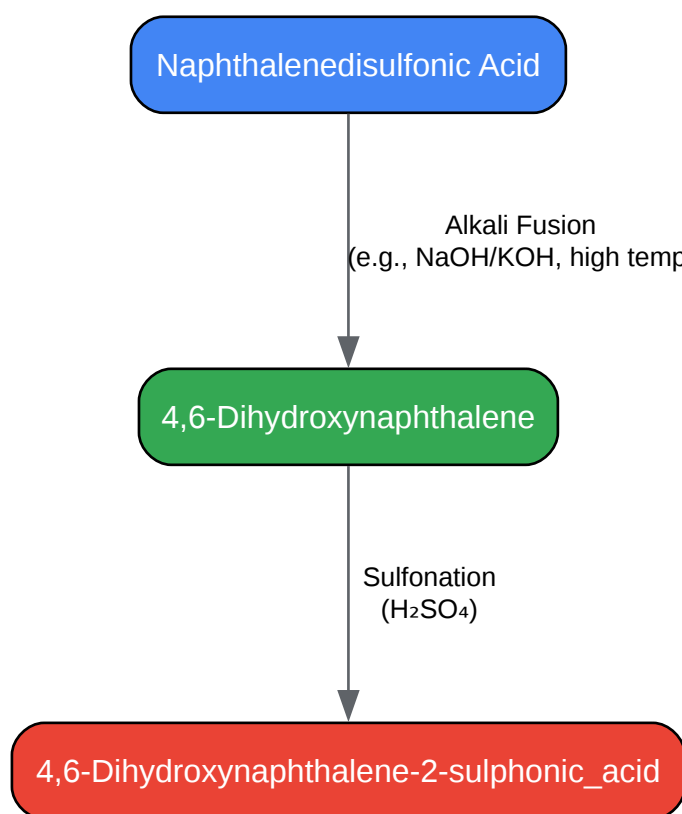 Naphthalenedisulfonic Acid
Alkali Fusion
(e.g., NaOH/KOH, high temp
4,6-Dihydroxynaphthalene
Sulfonation
(H₂SO₄)
4,6-Dihydroxynaphthalene-2-sulphonic_acid